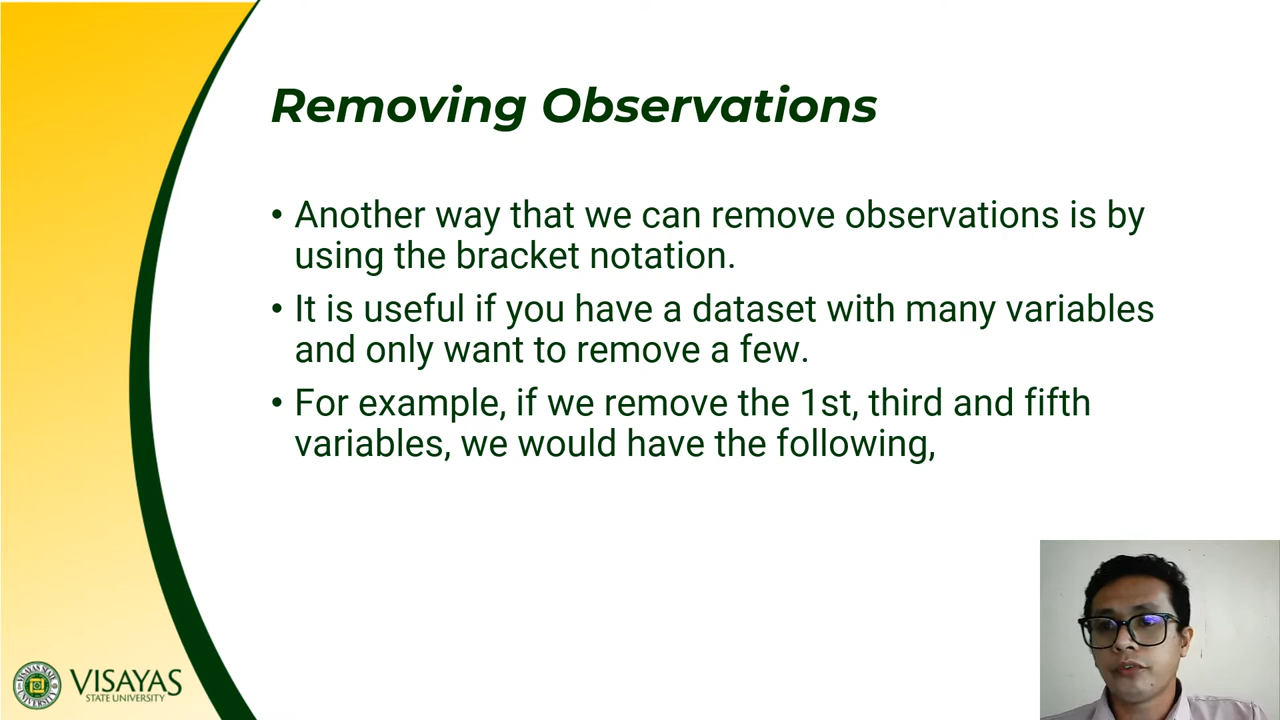 Removing Observations
• Another way that we can remove observations is by
using the bracket notation.
• It is useful if you have a dataset with many variables
and only want to remove a few.
• For example, if we remove the 1st, third and fifth
variables, we would have the following,
VISAYAS
STATE UNIVERSITY